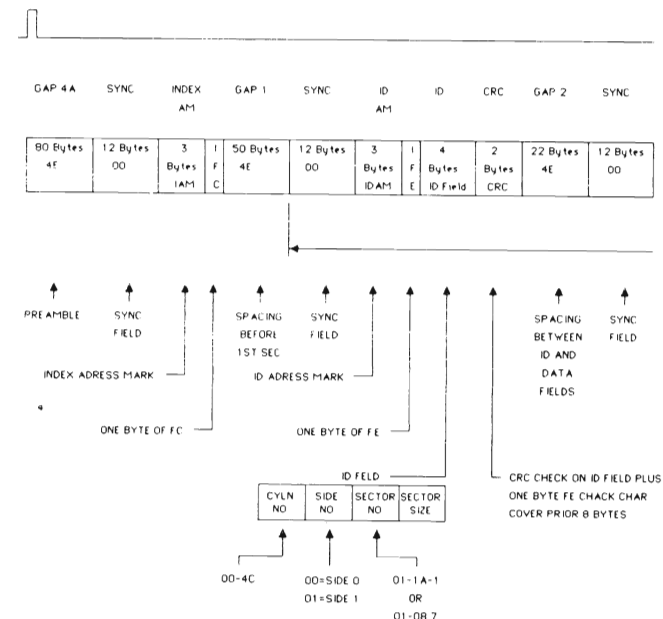 GAP 4A SYNC INDEX AM GAP 1 SYNC ID AM ID CRC GAP 2 SYNC
80 Bytes 4E
12 Bytes 00
3 Bytes IAM
1 F C
50 Bytes 4E
12 Bytes 00
3 Bytes IDAM
1 F E
4 Bytes ID Field
2 Bytes CRC
22 Bytes 4E
12 Bytes 00
PREAMBLE
SYNC
FIELD
SPACING
BEFORE
1ST SEC
SYNC
FIELD
SPACING
BETWEEN
ID AND
DATA
FIELDS
SYNC
FIELD
INDEX ADRESS MARK
ID ADRESS MARK
ONE BYTE OF FC
ONE BYTE OF FE
ID FELD
CRC CHECK ON ID FIELD PLUS
ONE BYTE FE CHACK CHAR
COVER PRIOR 8 BYTES
CYLN NO
SIDE NO
SECTOR NO
SECTOR SIZE
00-4C
00=SIDE 0
01=SIDE 1
01-1A-1
OR
01-08 7